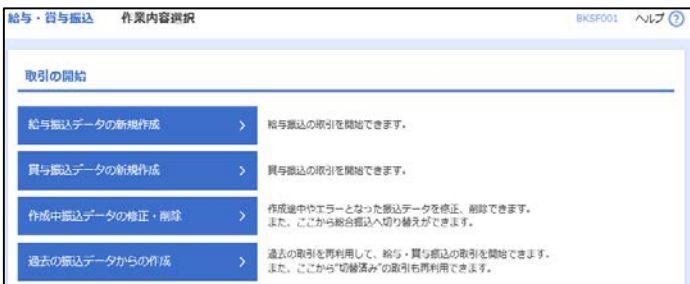 給与・賞与振込 作業内容選択 BKSF001 ヘルプ ?
取引の開始
給与振込データの新規作成 > 給与振込の取引を開始できます。
賞与振込データの新規作成 > 賞与振込の取引を開始できます。
作成中振込データの修正・削除 > 作成途中やエラーとなった振込データを修正、削除できます。
また、ここから総合振込へ切り替えができます。
過去の振込データからの作成 > 過去の取引を再利用して、給与・賞与振込の取引を開始できます。
また、ここから"切替済み"の取引も再利用できます。